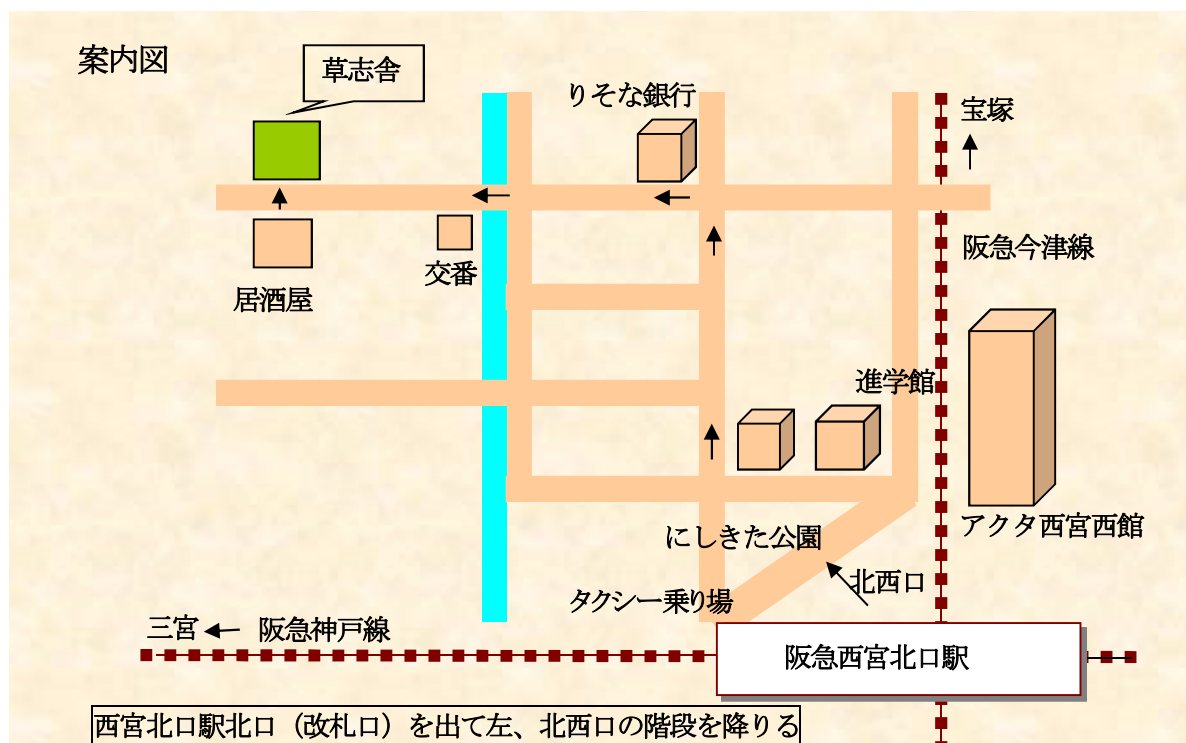 案内図
草志舎
りそな銀行
宝塚
阪急今津線
交番
居酒屋
進学館
アクタ西宮西館
にしきた公園
北西口
タクシー乗り場
三宮
阪急神戸線
阪急西宮北口駅
西宮北口駅北口（改札口）を出て左、北西口の階段を降りる